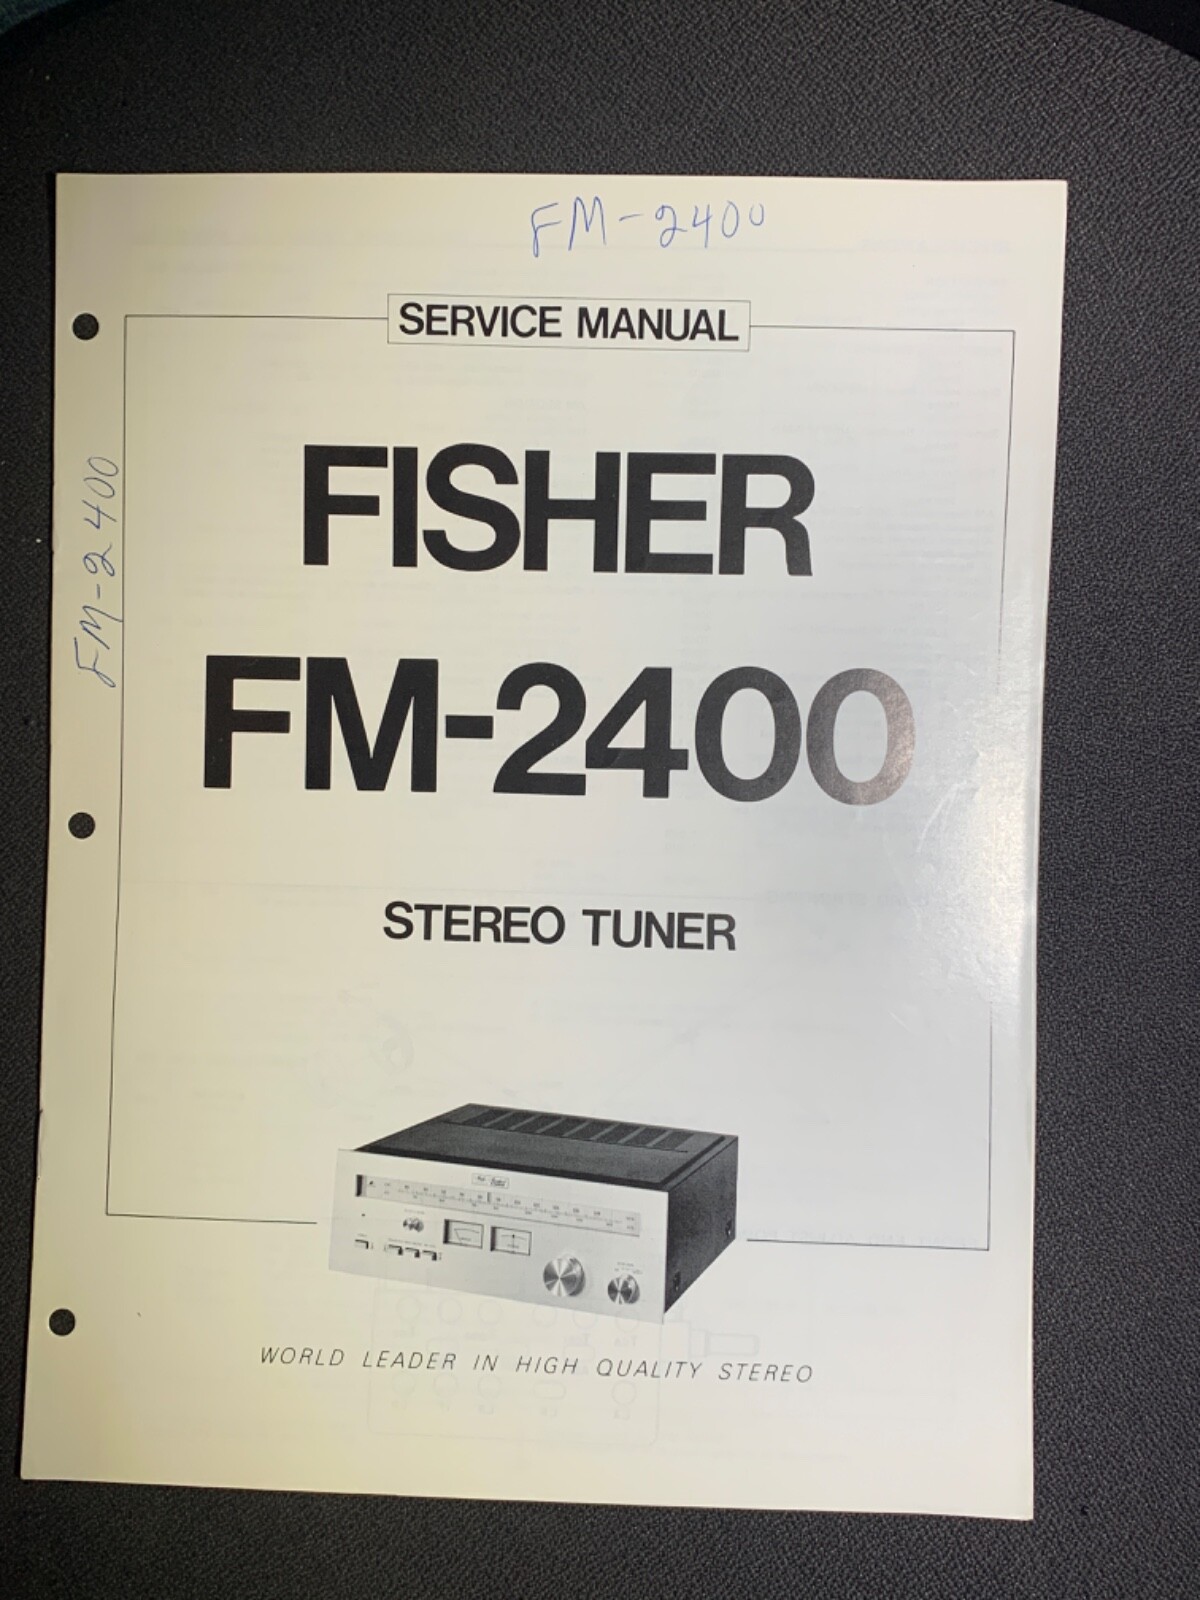 FM-2400
SERVICE MANUAL
FM-2400
FISHER
FM-2400
STEREO TUNER
WORLD LEADER IN HIGH QUALITY STEREO